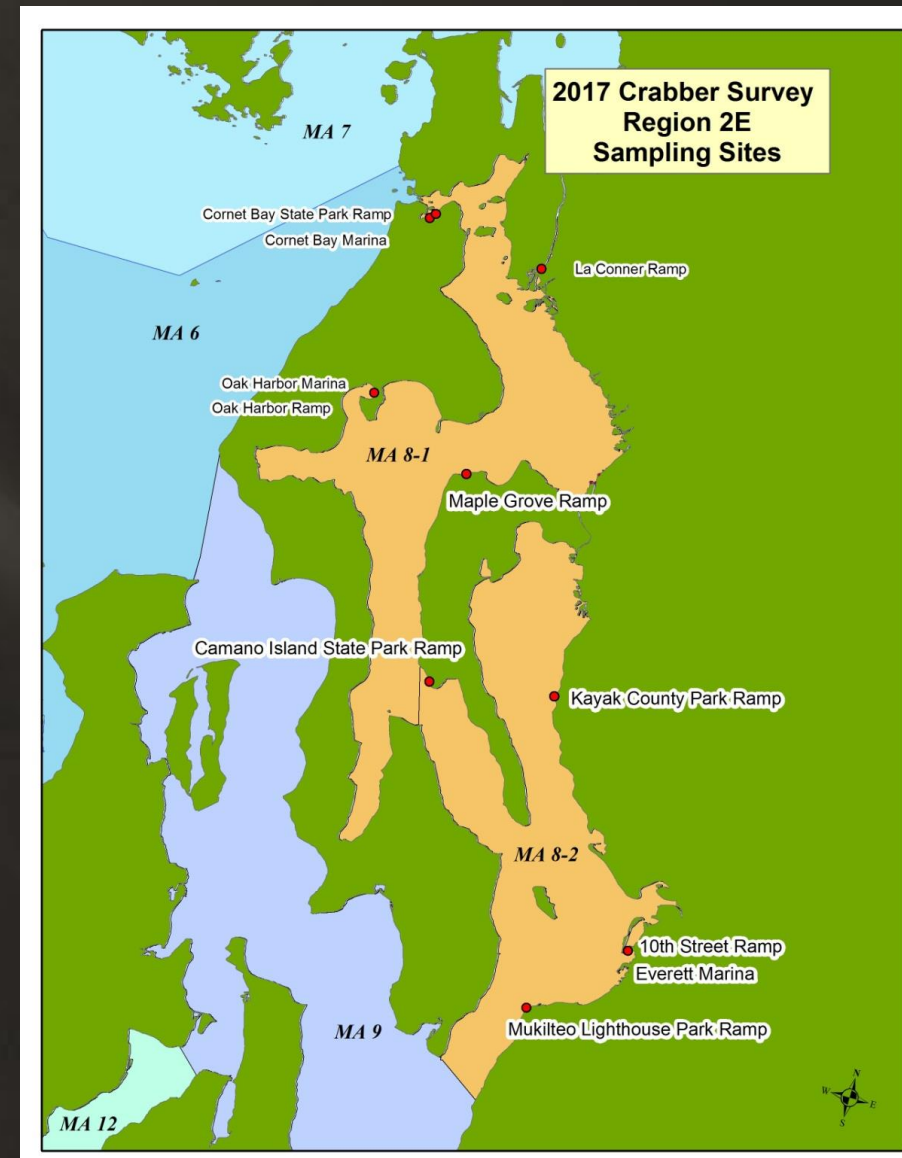 2017 Crabber Survey
Region 2E
Sampling Sites
MA 7
Cornet Bay State Park Ramp
Cornet Bay Marina
La Conner Ramp
MA 6
Oak Harbor Marina
Oak Harbor Ramp
MA 8-1
Maple Grove Ramp
Camano Island State Park Ramp
Kayak County Park Ramp
MA 8-2
10th Street Ramp
Everett Marina
Mukilteo Lighthouse Park Ramp
MA 9
MA 12
N
W
E
S